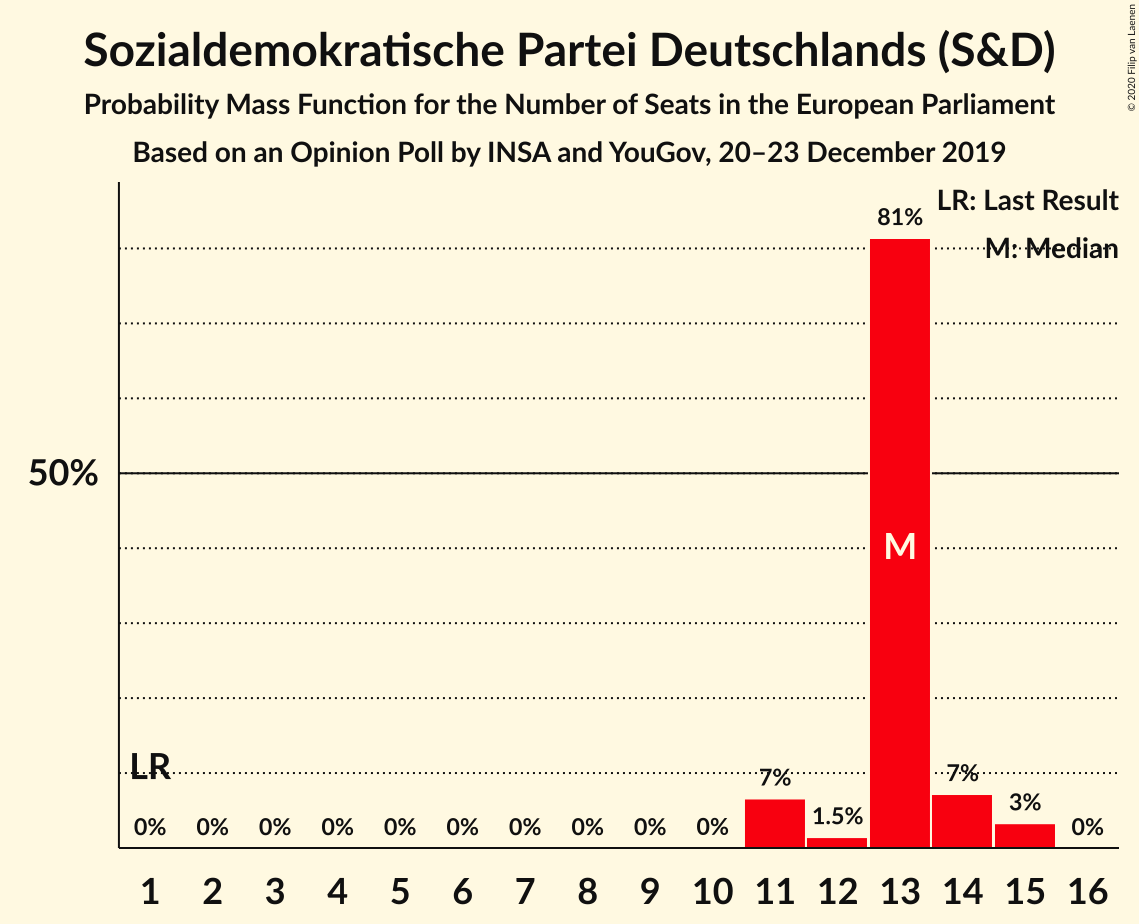 Sozialdemokratische Partei Deutschlands (S&D)
Probability Mass Function for the Number of Seats in the European Parliament
Based on an Opinion Poll by INSA and YouGov, 20–23 December 2019
© 2020 Filip van Laenen
LR: Last Result
M: Median
81%
50%
M
LR
7%
7%
3%
1.5%
0% 0% 0% 0% 0% 0% 0% 0% 0% 0% 0%
1 2 3 4 5 6 7 8 9 10 11 12 13 14 15 16